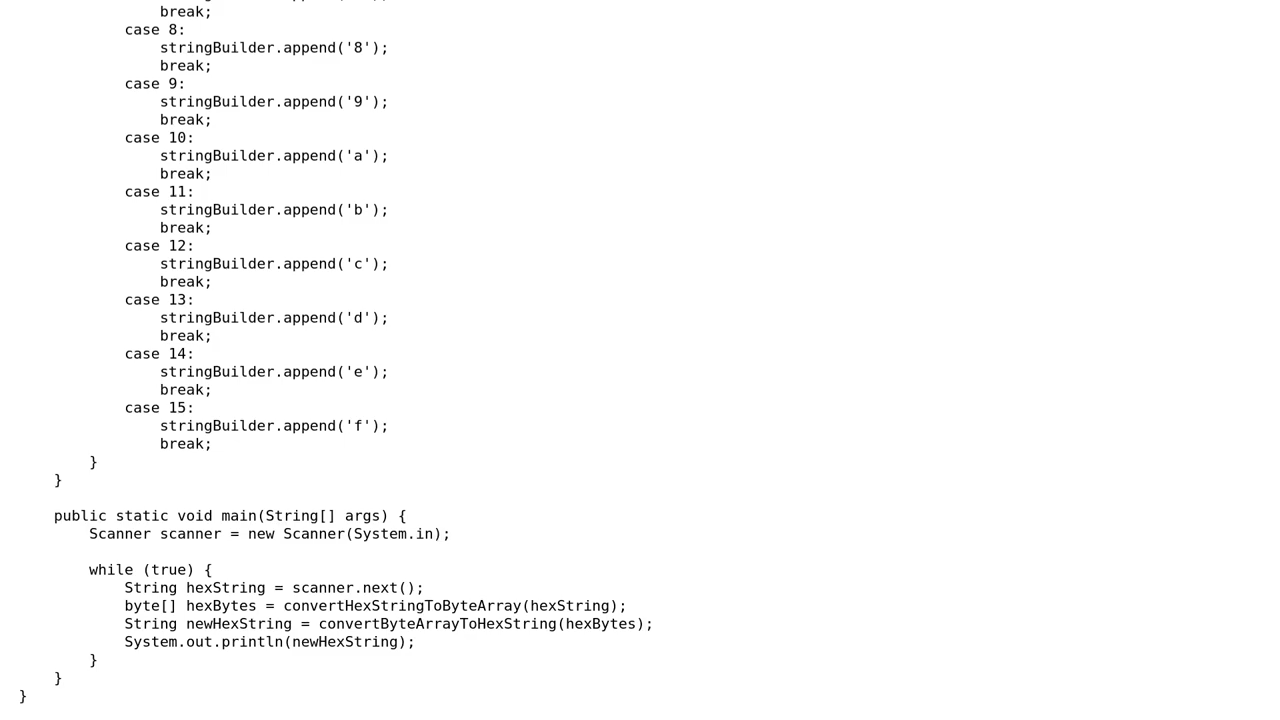 break;
case 8:
stringBuilder.append('8');
break;
case 9:
stringBuilder.append('9');
break;
case 10:
stringBuilder.append('a');
break;
case 11:
stringBuilder.append('b');
break;
case 12:
stringBuilder.append('c');
break;
case 13:
stringBuilder.append('d');
break;
case 14:
stringBuilder.append('e');
break;
case 15:
stringBuilder.append('f');
break;
}
}
public static void main(String[] args) {
Scanner scanner = new Scanner(System.in);
while (true) {
String hexString = scanner.next();
byte[] hexBytes = convertHexStringToByteArray(hexString);
String newHexString = convertByteArrayToHexString(hexBytes);
System.out.println(newHexString);
}
}
}